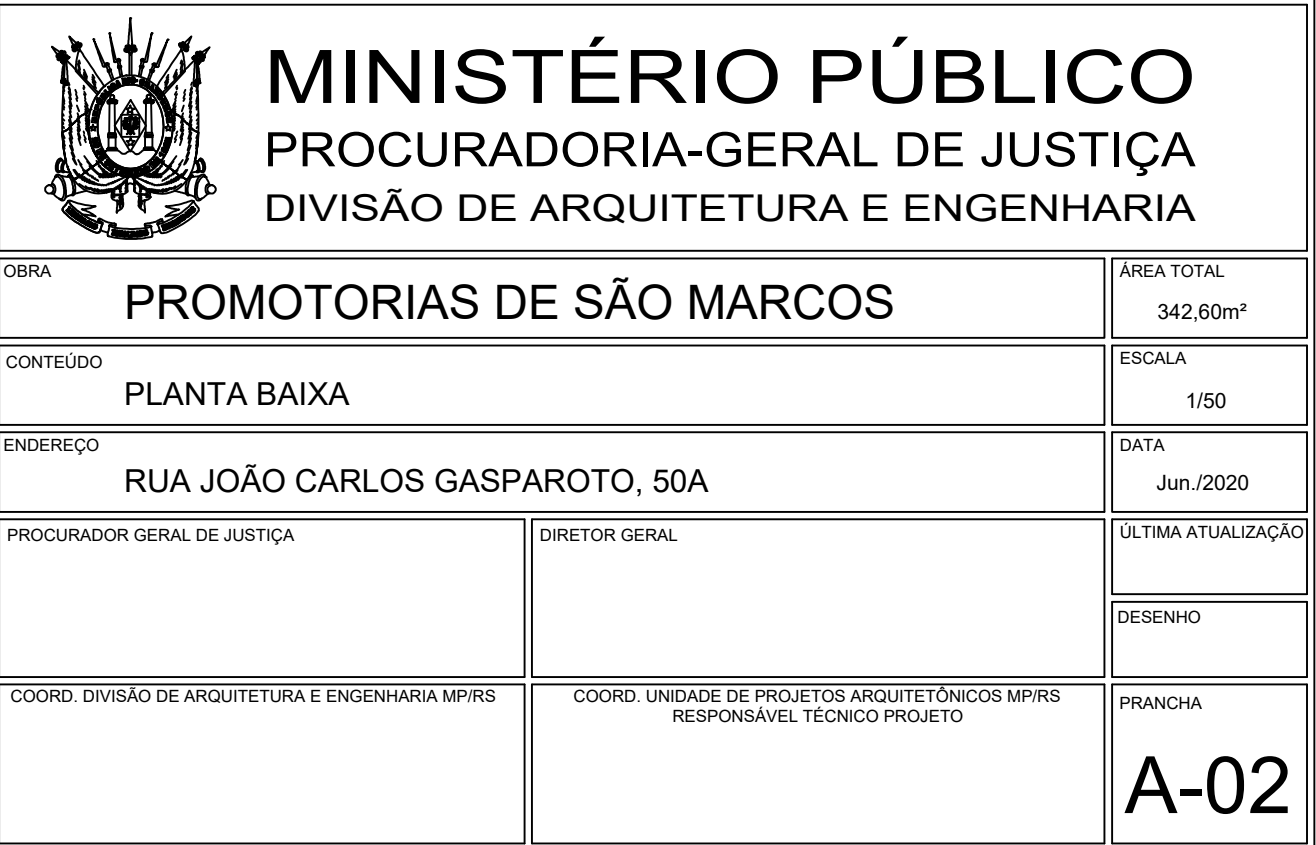 MINISTÉRIO PÚBLICO
PROCURADORIA-GERAL DE JUSTIÇA
DIVISÃO DE ARQUITETURA E ENGENHARIA
OBRA
PROMOTORIAS DE SÃO MARCOS
ÁREA TOTAL
342,60m²
CONTEÚDO
PLANTA BAIXA
ESCALA
1/50
ENDEREÇO
RUA JOÃO CARLOS GASPAROTO, 50A
DATA
Jun./2020
PROCURADOR GERAL DE JUSTIÇA
DIRETOR GERAL
ÚLTIMA ATUALIZAÇÃO
DESENHO
COORD. DIVISÃO DE ARQUITETURA E ENGENHARIA MP/RS
COORD. UNIDADE DE PROJETOS ARQUITETÔNICOS MP/RS
RESPONSÁVEL TÉCNICO PROJETO
PRANCHA
A-02